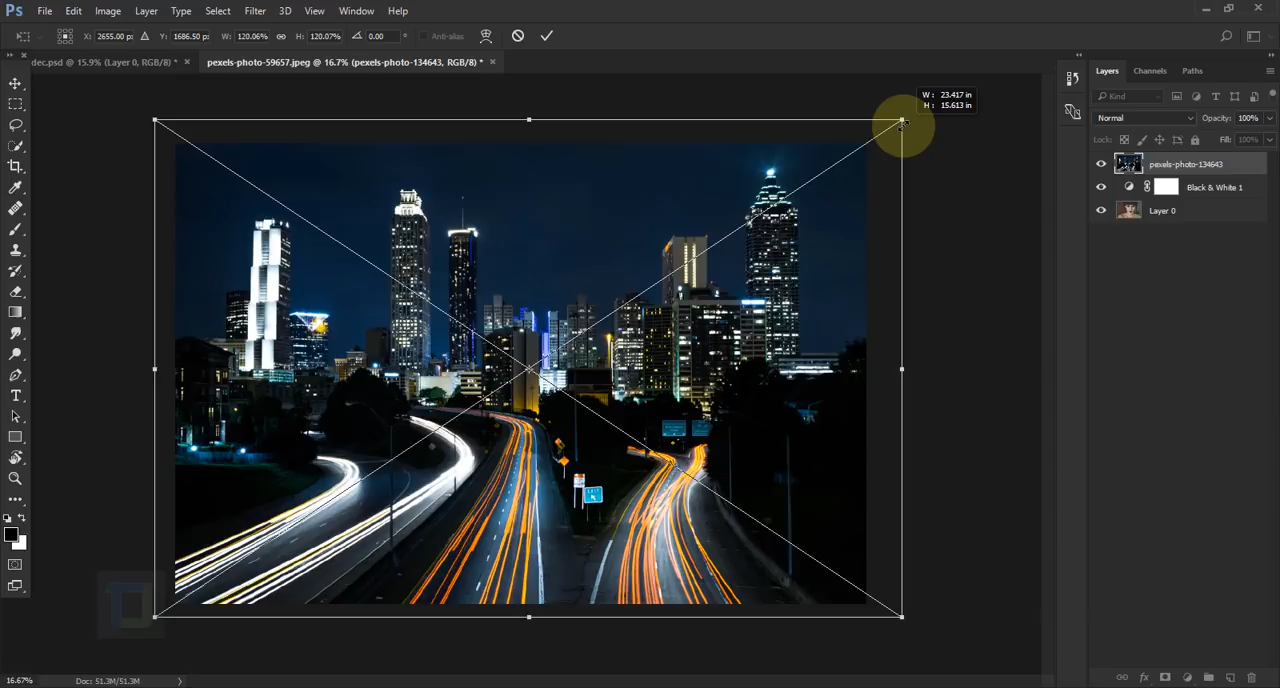 Ps File Edit Image Layer Type Select Filter 3D View Window Help
X: 2655.00 px Y: 1686.50 px W: 120.06% H: 120.07% 0.00 ° Anti-alias
dec.psd @ 15.9% (Layer 0, RGB/8) * × pexels-photo-59657.jpeg @ 16.7% (pexels-photo-134643, RGB/8) * ×
W : 23.417 in
H : 15.613 in
Layers Channels Paths
Kind
Normal Opacity: 100%
Lock: Fill: 100%
pexels-photo-134643
Black & White 1
Layer 0
16.67% Doc: 51.3M/51.3M